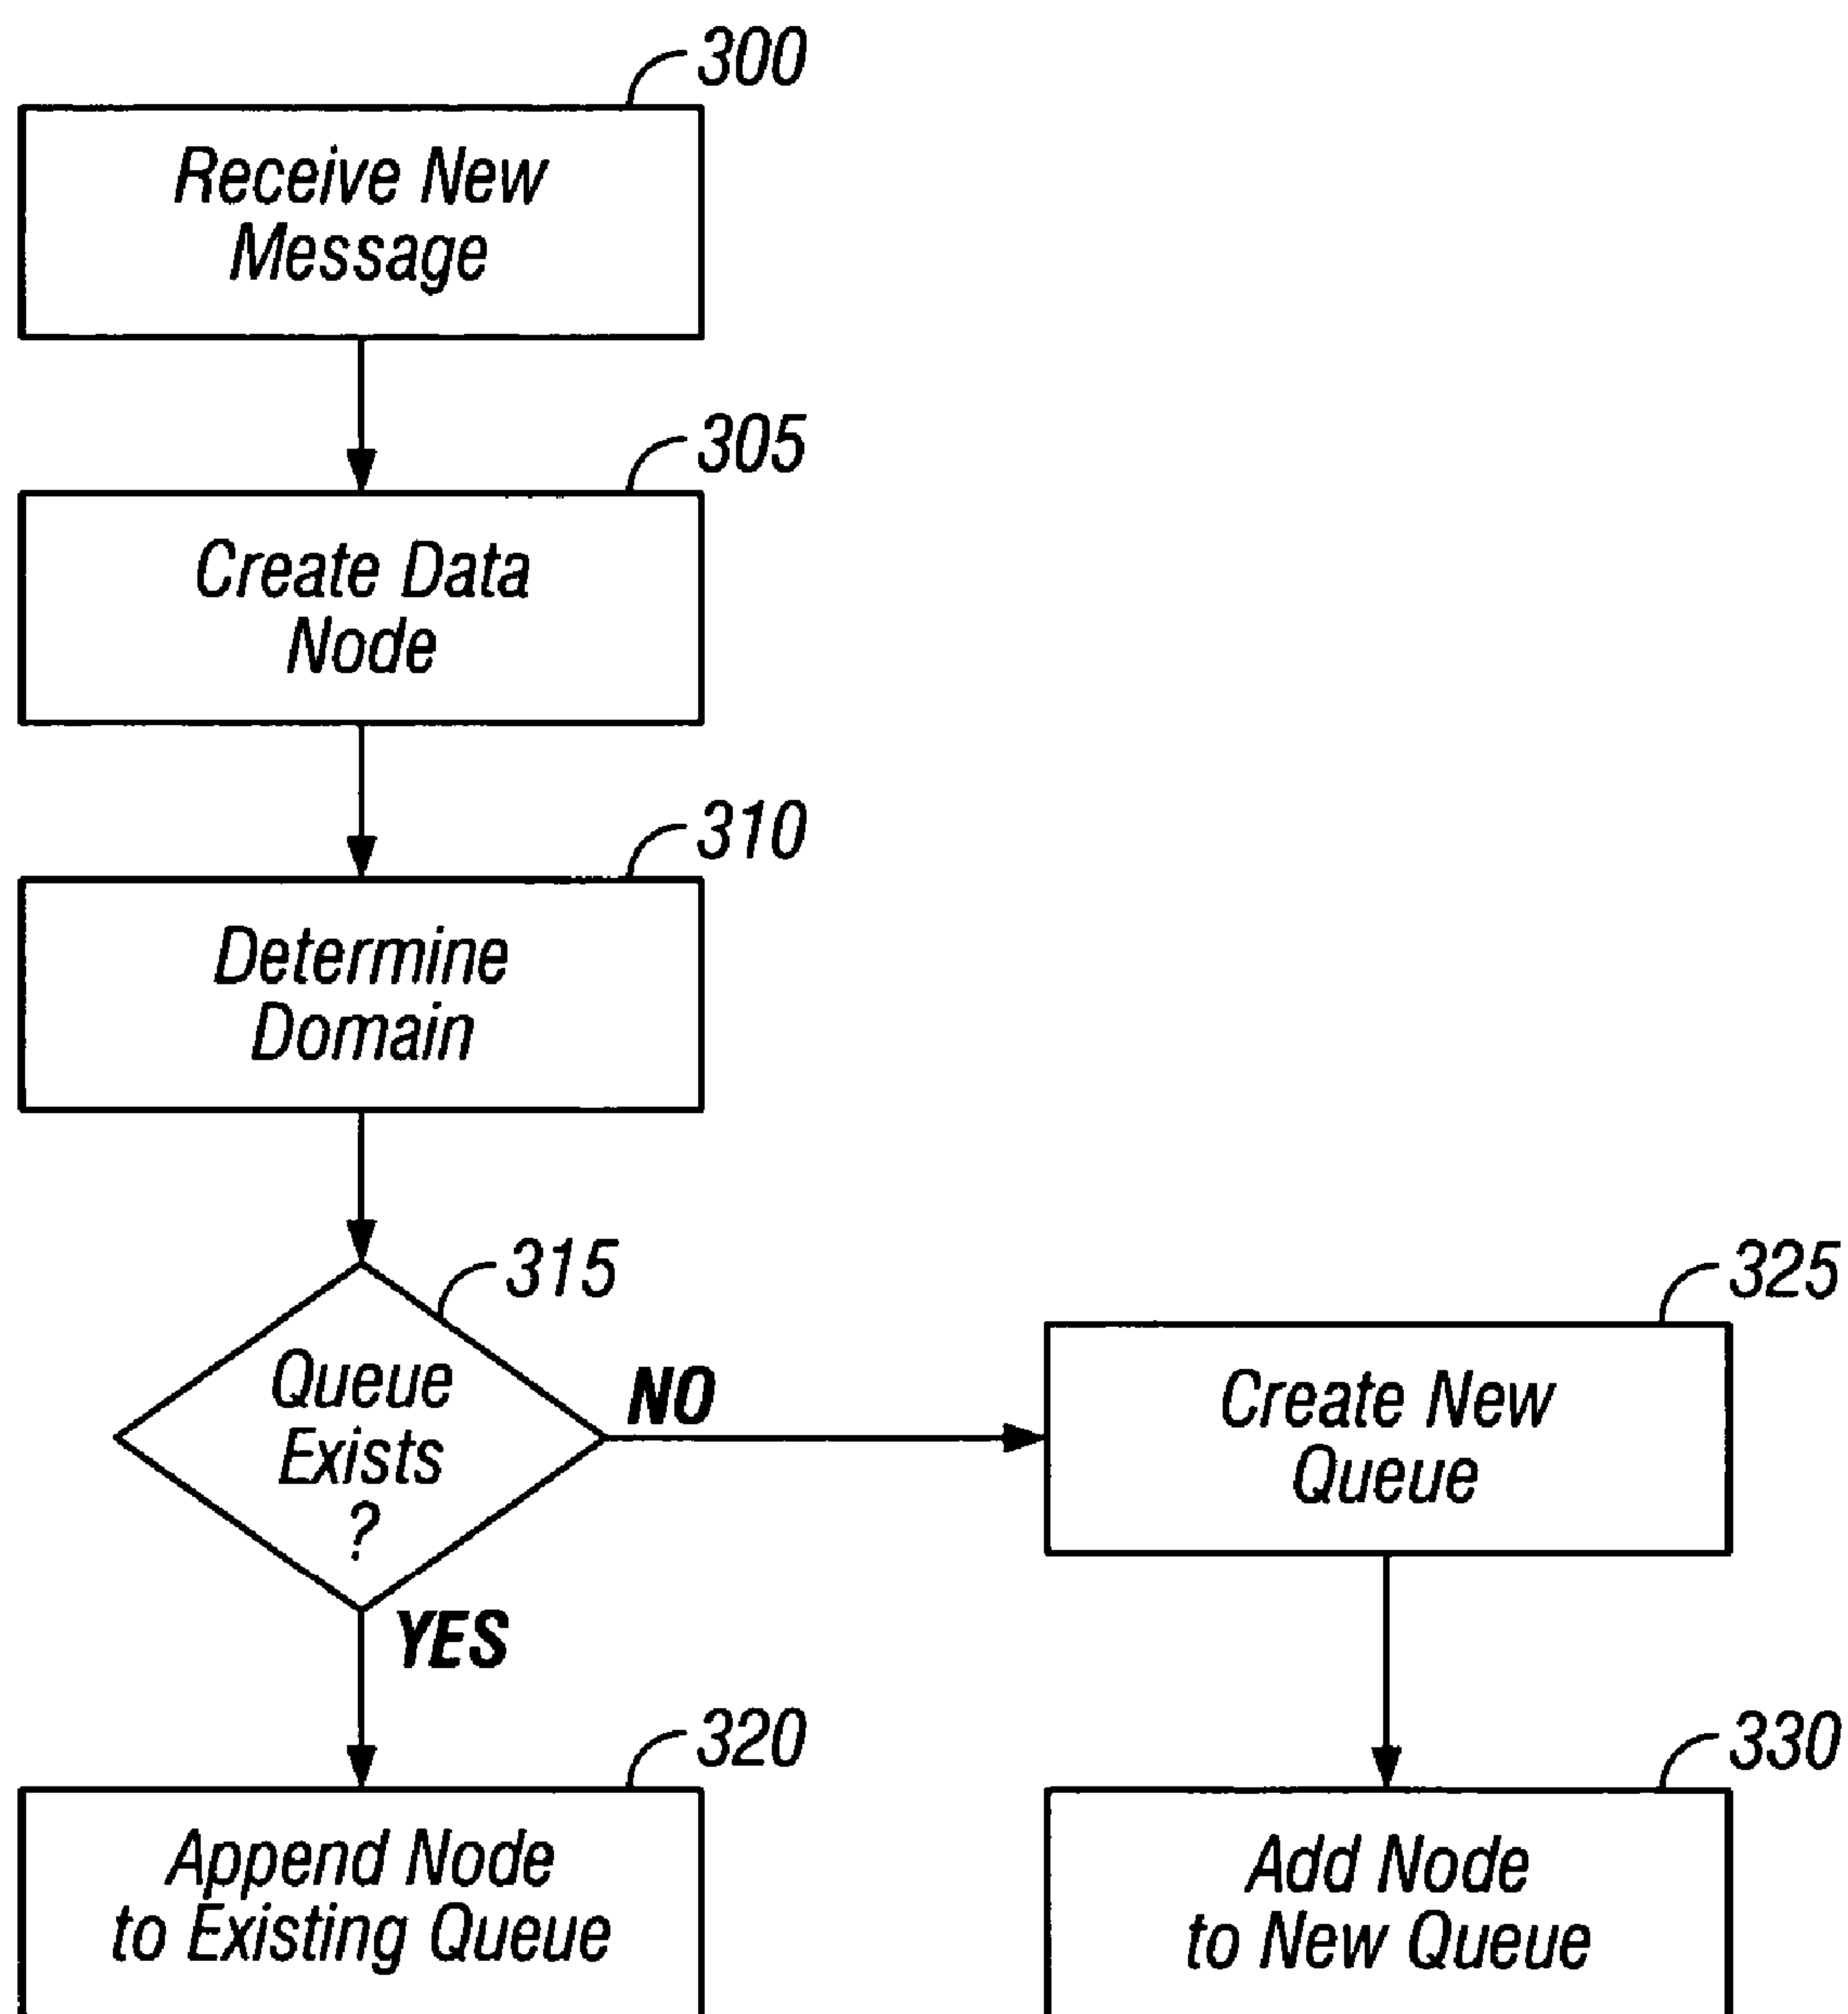 300
Receive New
Message
305
Create Data
Node
310
Determine
Domain
315
Queue
Exists
?
NO
YES
325
Create New
Queue
320
Append Node
to Existing Queue
330
Add Node
to New Queue